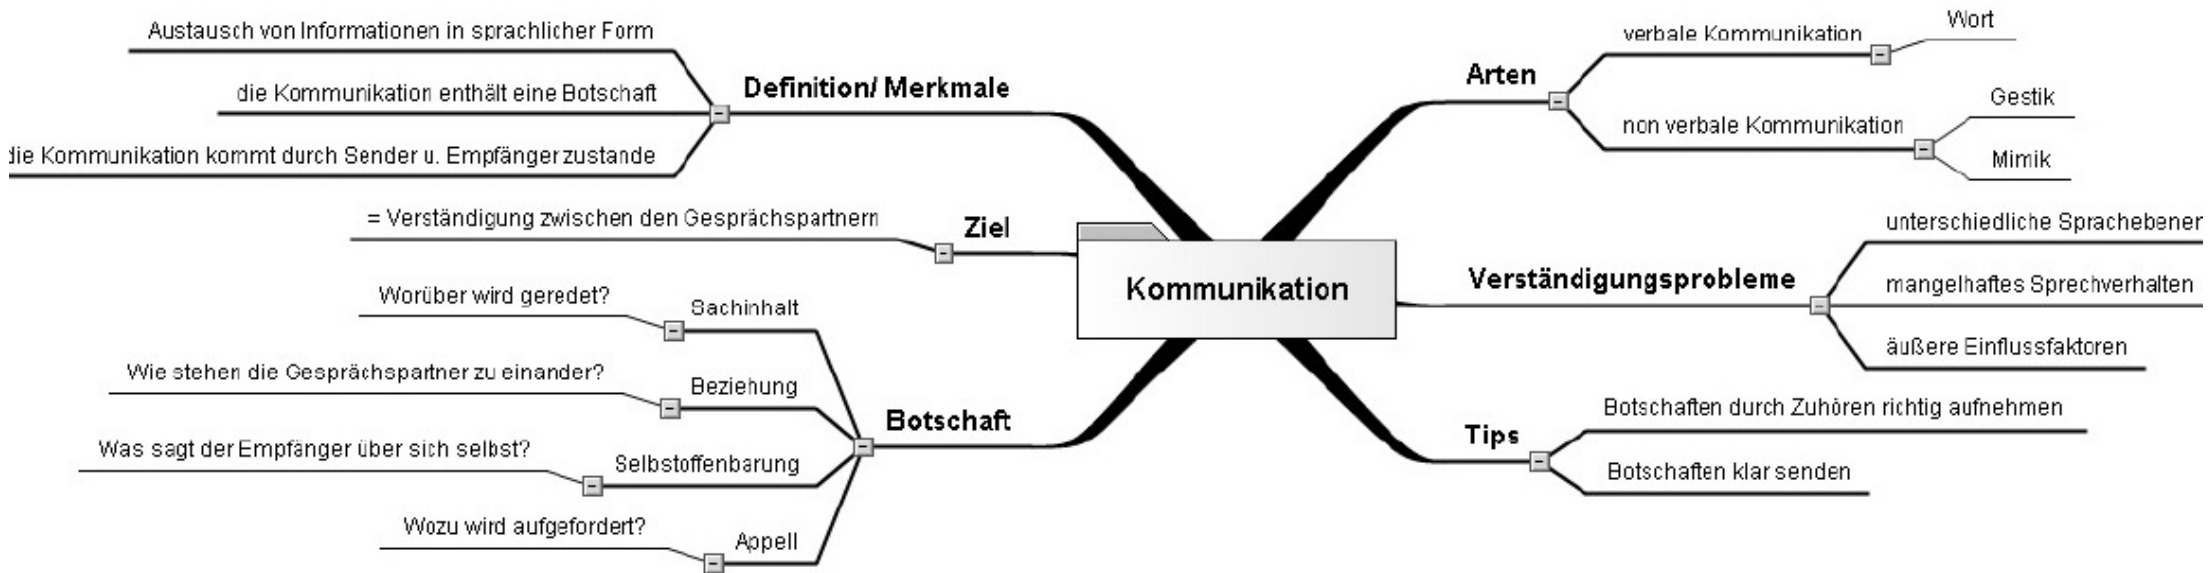 Austausch von Informationen in sprachlicher Form
die Kommunikation enthält eine Botschaft
die Kommunikation kommt durch Sender u. Empfänger zustande
Definition/ Merkmale
= Verständigung zwischen den Gesprächspartnern
Ziel
Worüber wird geredet?
Sachinhalt
Wie stehen die Gesprächspartner zu einander?
Beziehung
Was sagt der Empfänger über sich selbst?
Selbstoffenbarung
Wozu wird aufgefordert?
Appell
Botschaft
Kommunikation
Arten
verbale Kommunikation
Wort
non verbale Kommunikation
Gestik
Mimik
Verständigungsprobleme
unterschiedliche Sprachebenen
mangelhaftes Sprechverhalten
äußere Einflussfaktoren
Tips
Botschaften durch Zuhören richtig aufnehmen
Botschaften klar senden